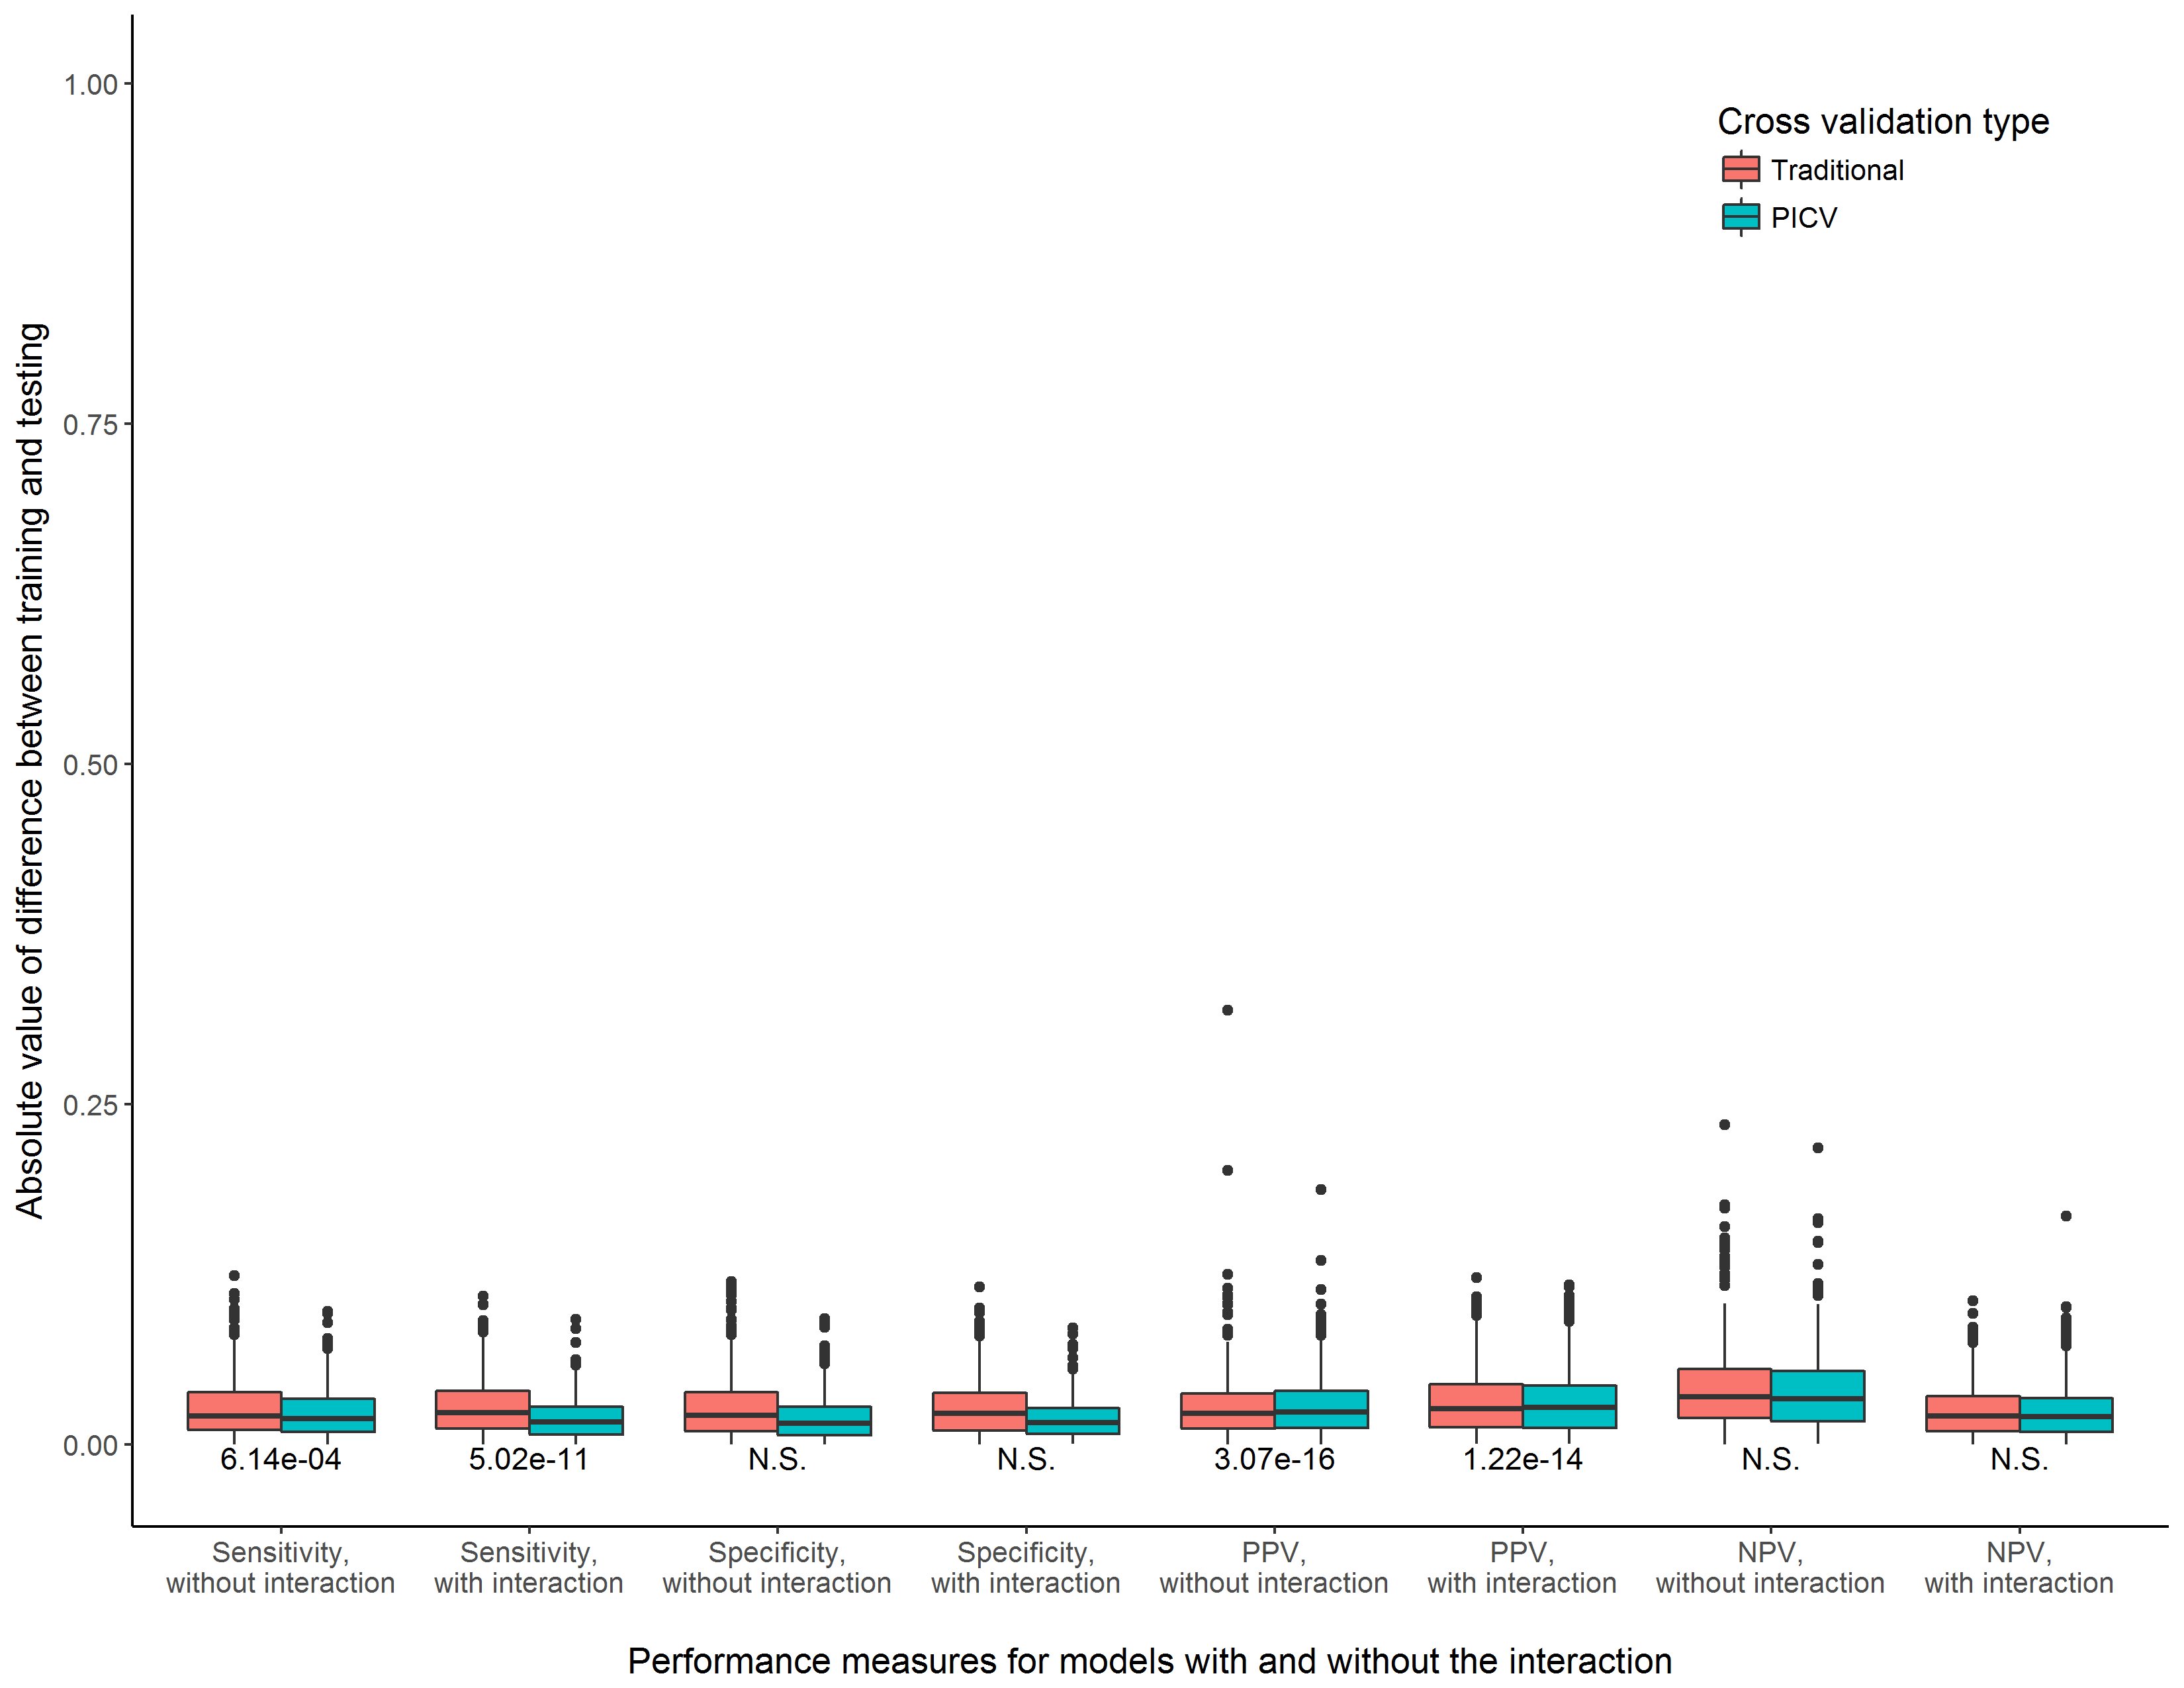 Absolute value of difference between training and testing
1.00
0.75
0.50
0.25
0.00
Cross validation type
Traditional
PICV
6.14e-04
5.02e-11
N.S.
N.S.
3.07e-16
1.22e-14
N.S.
N.S.
Sensitivity,
without interaction
Sensitivity,
with interaction
Specificity,
without interaction
Specificity,
with interaction
PPV,
without interaction
PPV,
with interaction
NPV,
without interaction
NPV,
with interaction
Performance measures for models with and without the interaction